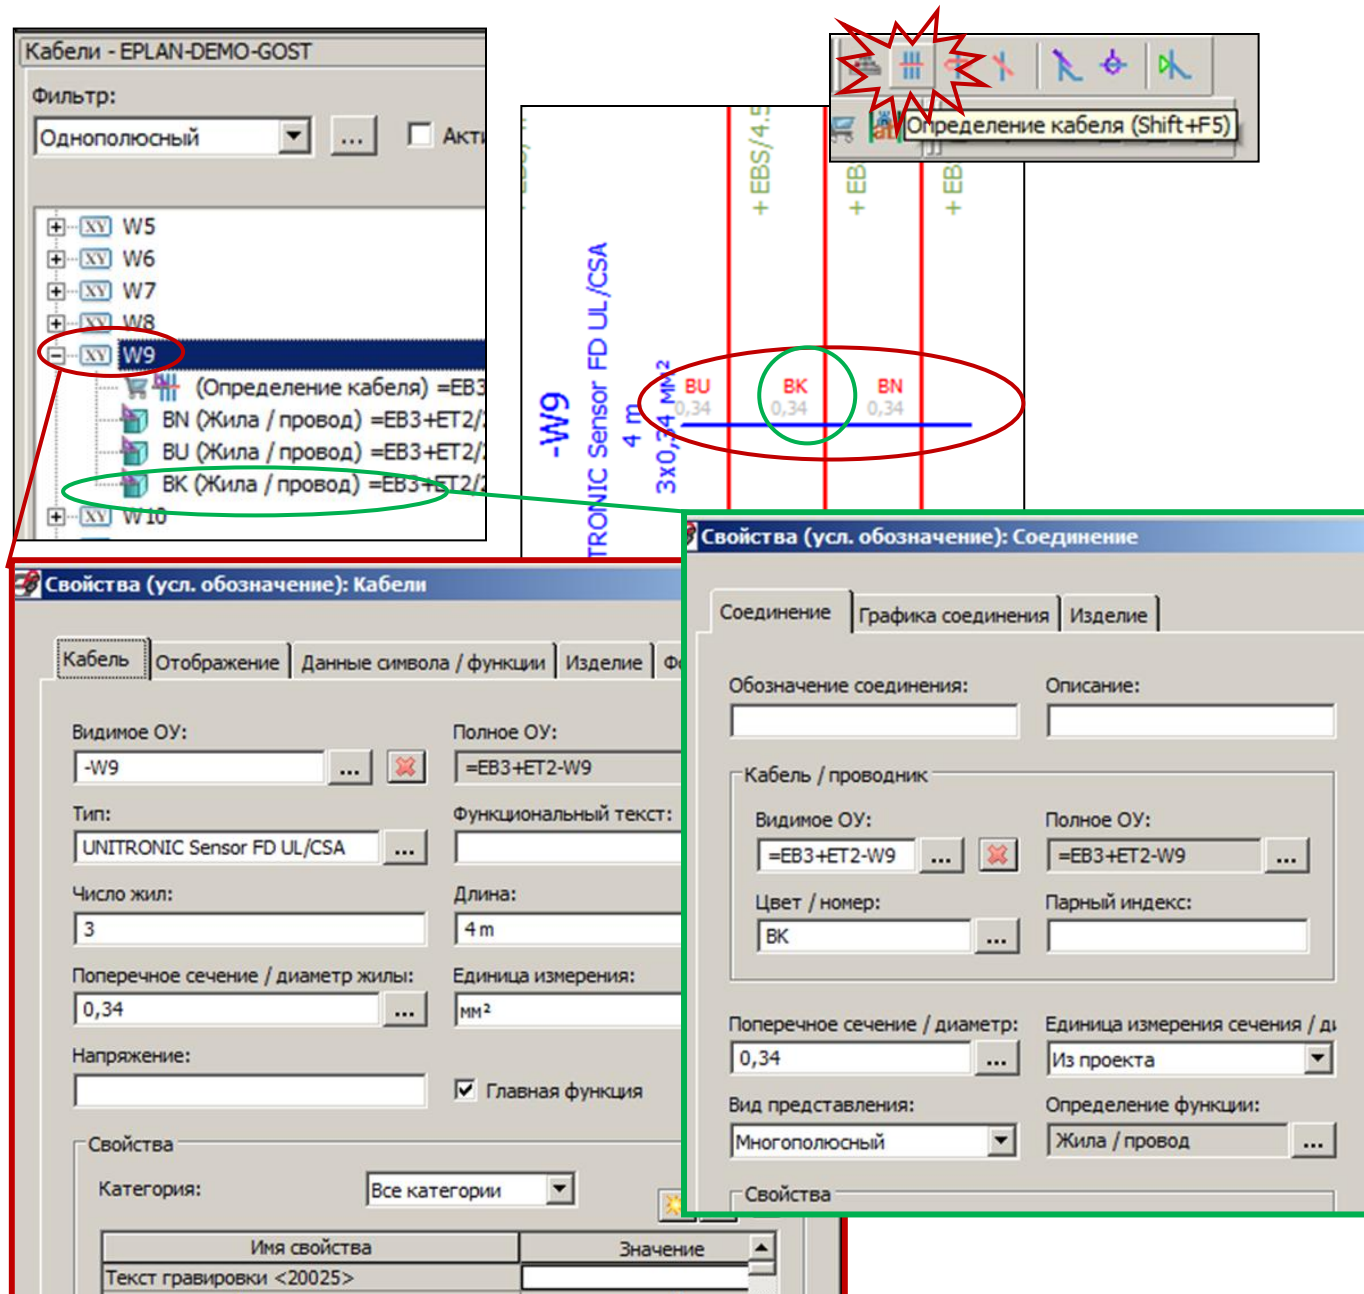 Кабели - EPLAN-DEMO-GOST
Фильтр:
Однополюсный
...
W5
W6
W7
W8
W9
(Определение кабеля) =EB3
BN (Жила / провод) =EB3+ET2/
BU (Жила / провод) =EB3+ET2/
BK (Жила / провод) =EB3+ET2/2
W10
Определение кабеля (Shift+F5)
+EBS/4.5
+EB
+EB
-W9
TRONIC Sensor FD UL/CSA
4 m
3x0,34 мм²
BU
BK
BN
0,34
0,34
0,34
Свойства (усл. обозначение): Кабели
Кабель
Отображение
Данные символа / функции
Изделие
Видимое ОУ:
Полное ОУ:
-W9
...
=EB3+ET2-W9
Тип:
Функциональный текст:
UNITRONIC Sensor FD UL/CSA
...
Число жил:
Длина:
3
4 m
Поперечное сечение / диаметр жилы:
Единица измерения:
0,34
...
мм²
Напряжение:
Главная функция
Свойства
Категория:
Все категории
Имя свойства
Значение
Текст гравировки <20025>
Свойства (усл. обозначение): Соединение
Соединение
Графика соединения
Изделие
Обозначение соединения:
Описание:
Кабель / проводник
Видимое ОУ:
Полное ОУ:
=EB3+ET2-W9
...
=EB3+ET2-W9
...
Цвет / номер:
Парный индекс:
BK
...
Поперечное сечение / диаметр:
Единица измерения сечения /
0,34
...
Из проекта
Вид представления:
Определение функции:
Многополюсный
Жила / провод
...
Свойства